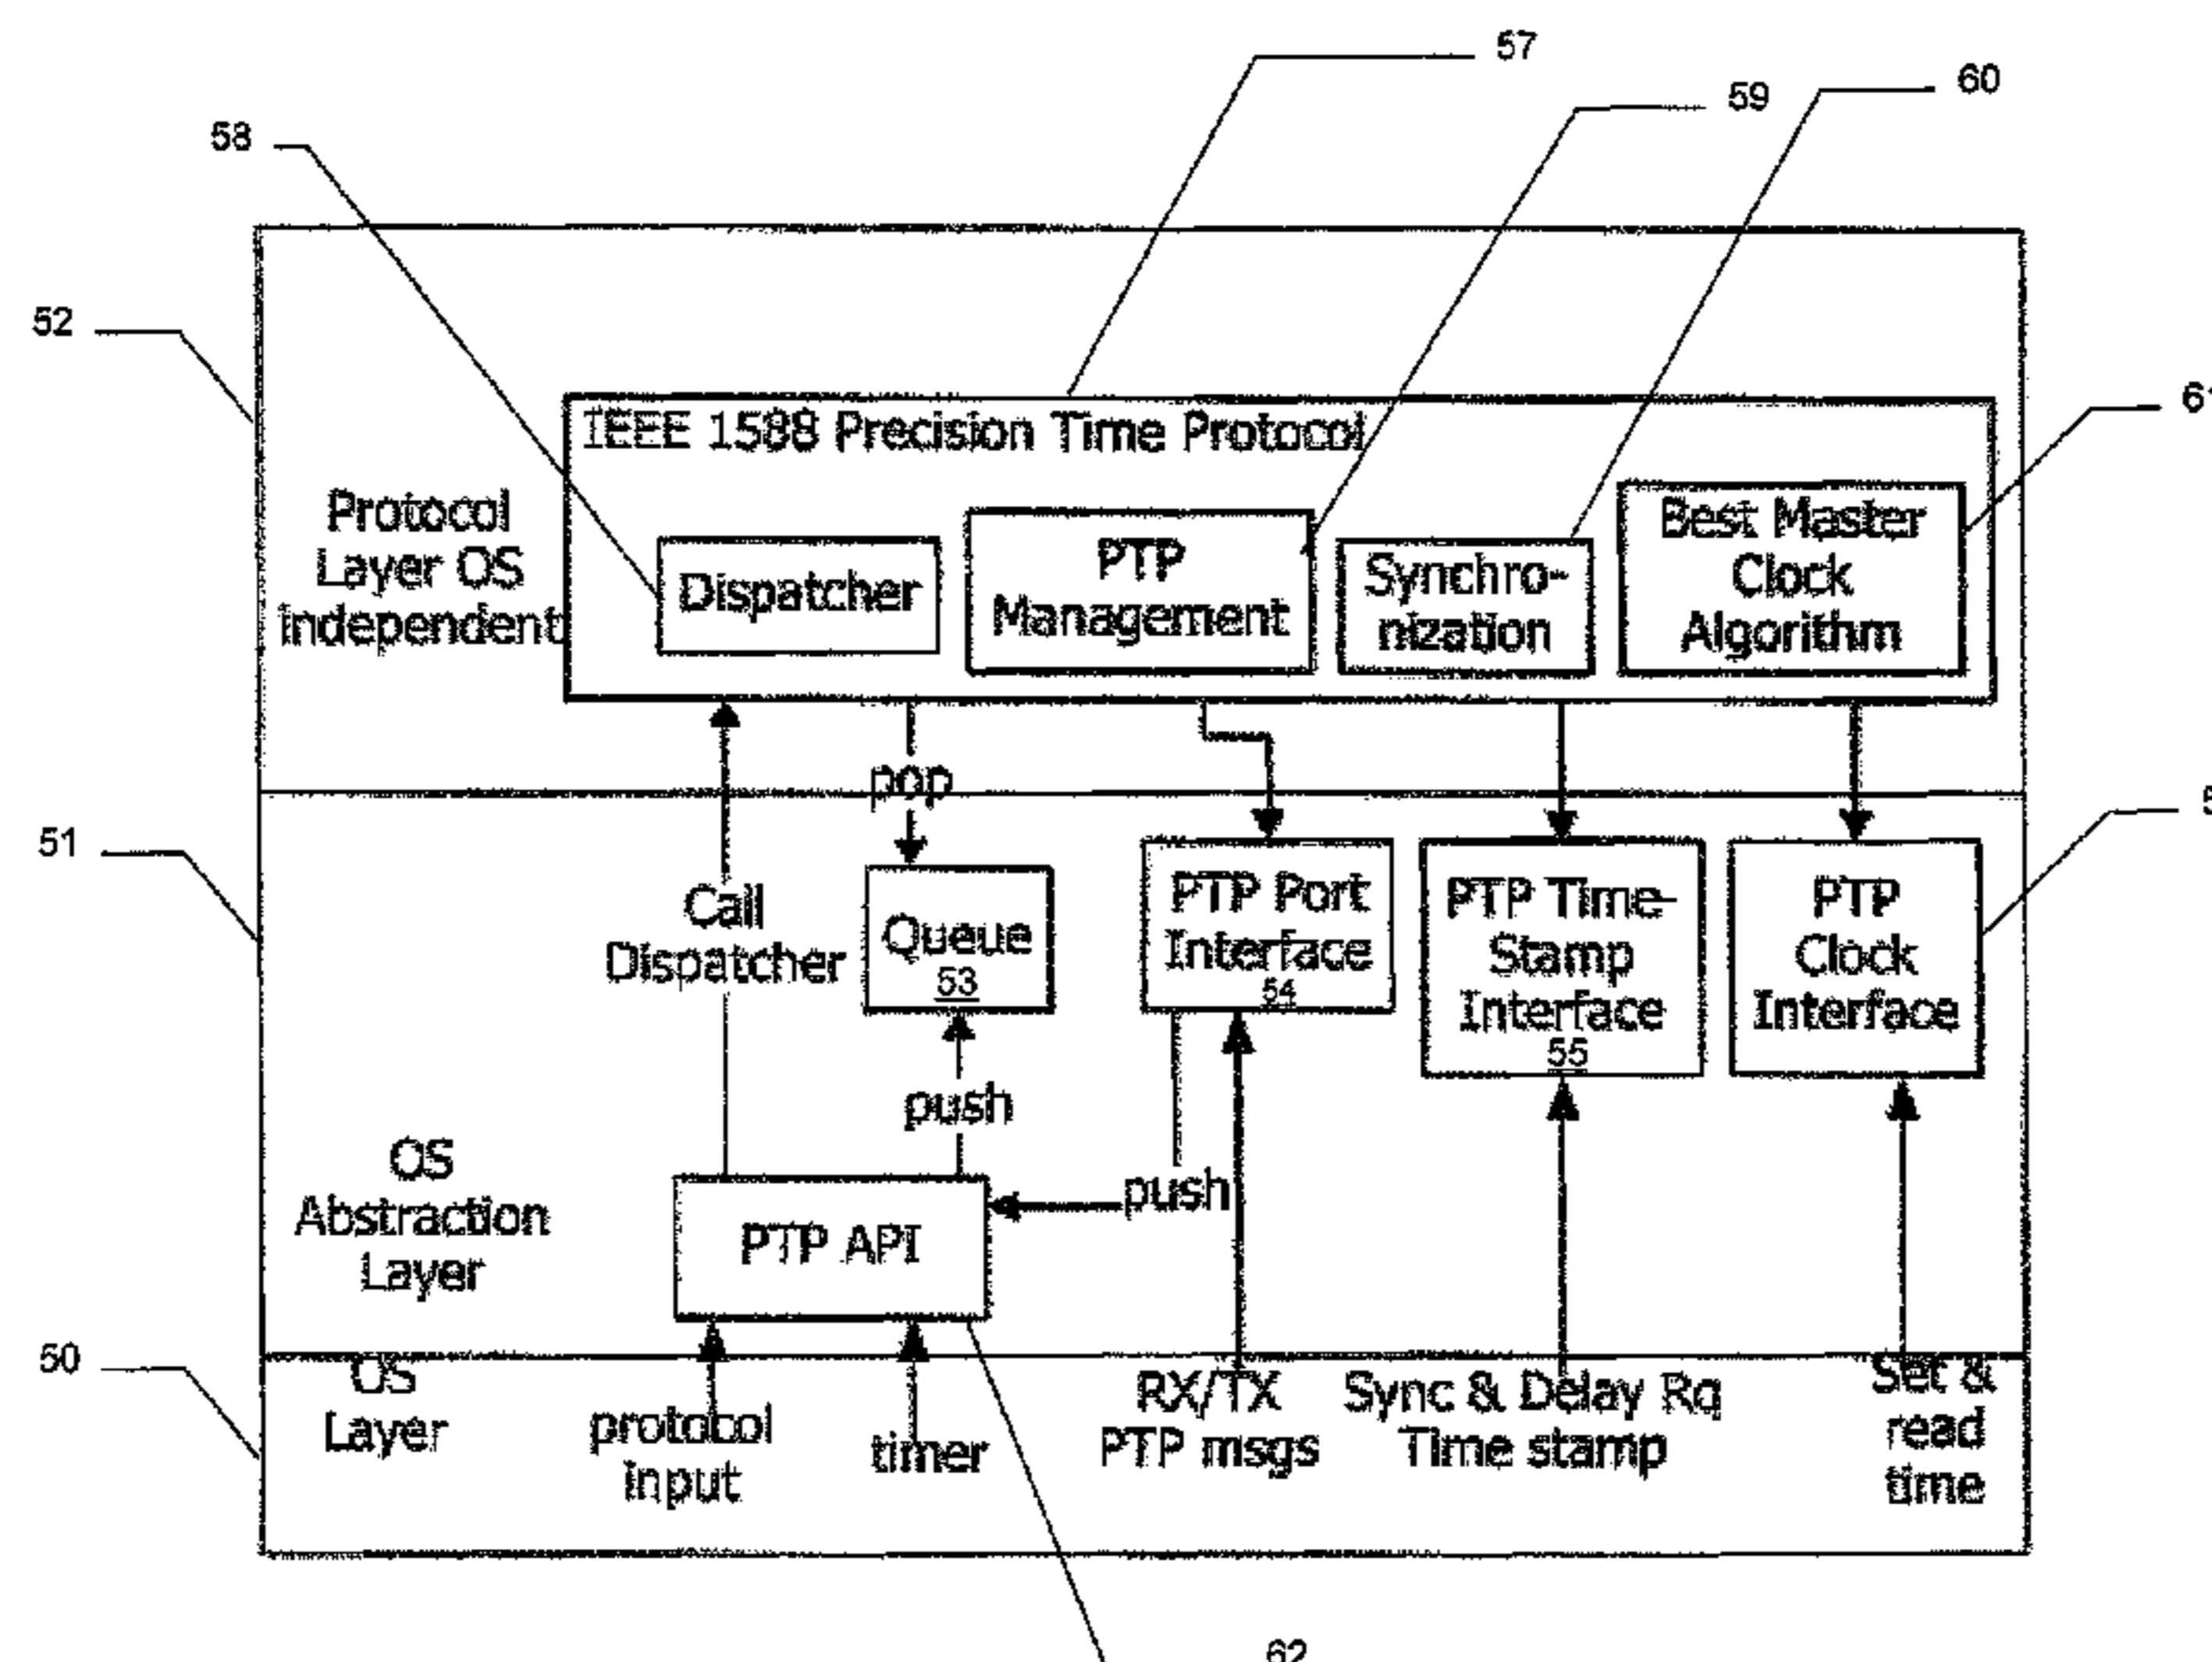 57
60
59
58
52
61
IEEE 1588 Precision Time Protocol
Protocol
Layer OS
independent
Dispatcher
PTP
Management
Synchro-
nization
Best Master
Clock
Algorithm
pop
51
5
Call
Dispatcher
Queue
53
PTP Port
Interface
54
PTP Time-
Stamp
Interface
55
PTP
Clock
Interface
push
OS
Abstraction
Layer
push
PTP API
50
OS
Layer
protocol
input
timer
RX/TX
PTP msgs
Sync & Delay Rq
Time stamp
Set &
read
time
62